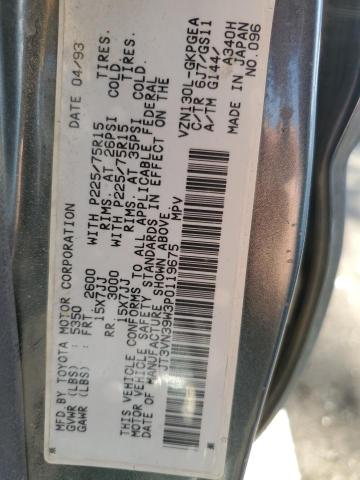 MFD BY TOYOTA MOTOR CORPORATION 04/93
GVWR (LBS) 5350
GAWR (LBS) FRT 2600 WITH P225/75R15 TIRES.
15X7JJ RIMS. AT 26PSI COLD.
RR. 3000 WITH P225/75R15 TIRES.
15X7JJ RIMS. AT 35PSI COLD.
THIS VEHICLE CONFORMS TO ALL APPLICABLE FEDERAL
MOTOR VEHICLE SAFETY STANDARDS IN EFFECT ON THE
DATE OF MANUFACTURE SHOWN ABOVE.
JT3VN39W3P0119675 MPV
VZN130L-GKPGEA
C/TR 6J7/GS11
A/TM G144/ A340H
MADE IN JAPAN
NO.096